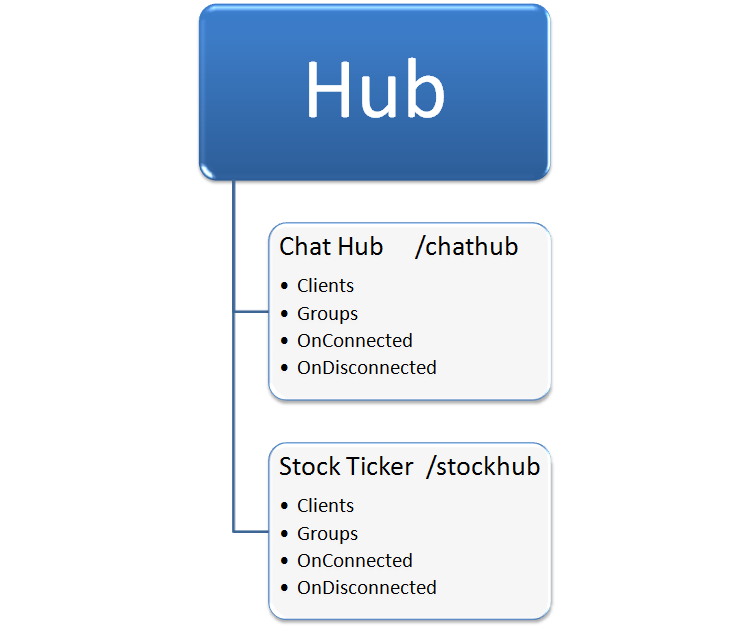 Hub
Chat Hub /chathub
• Clients
• Groups
• OnConnected
• OnDisconnected
Stock Ticker /stockhub
• Clients
• Groups
• OnConnected
• OnDisconnected